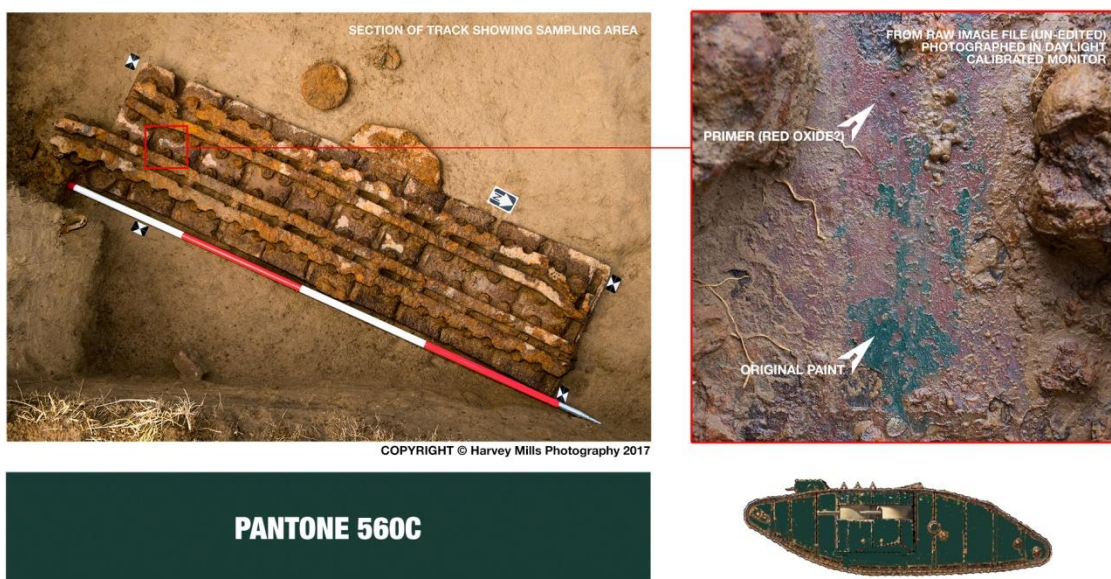 SECTION OF TRACK SHOWING SAMPLING AREA
FROM RAW IMAGE FILE (UN-EDITED)
PHOTOGRAPHED IN DAYLIGHT
CALIBRATED MONITOR
PRIMER (RED OXIDE?)
ORIGINAL PAINT
COPYRIGHT © Harvey Mills Photography 2017
PANTONE 560C